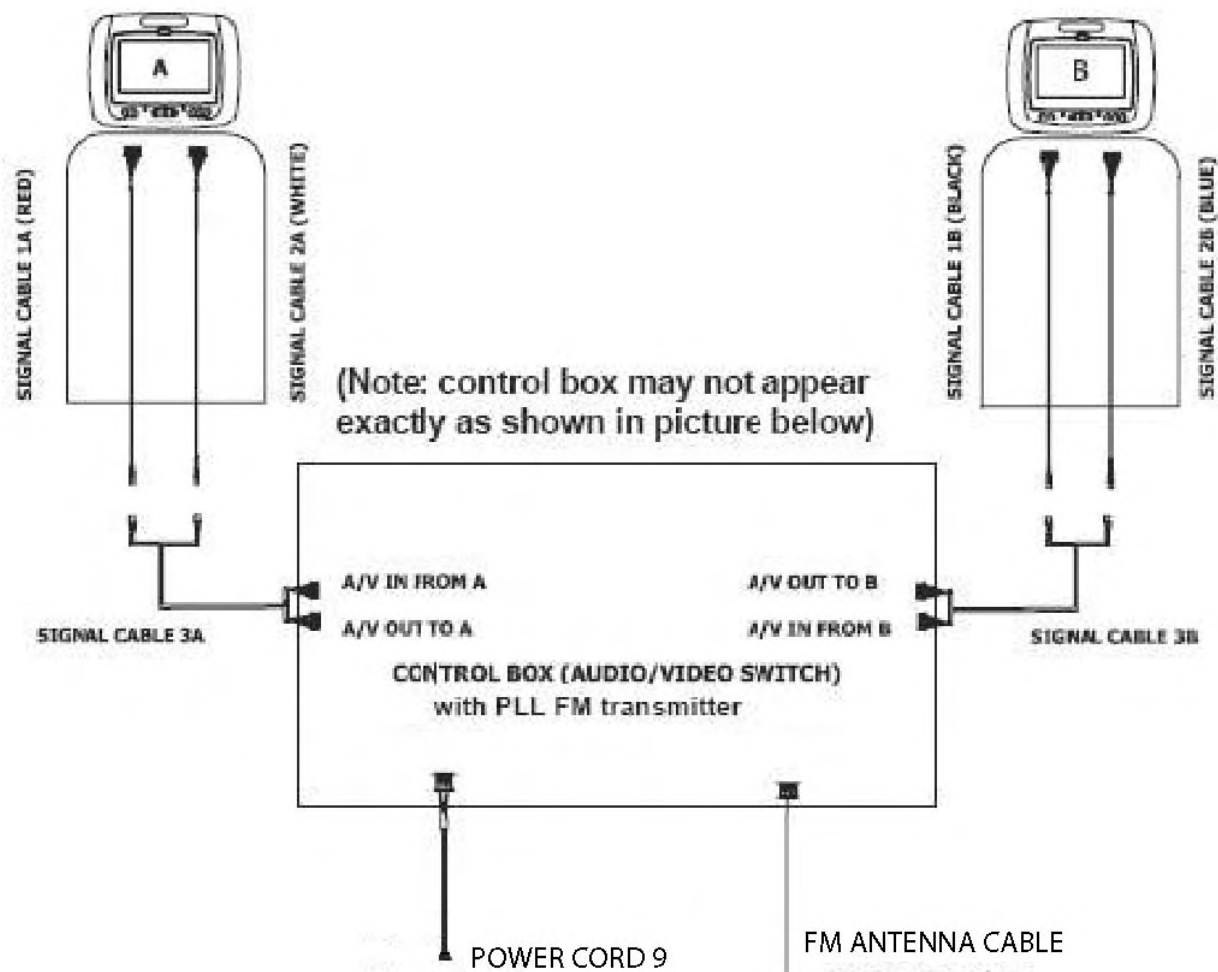 A
B
SIGNAL CABLE 1A (RED)
SIGNAL CABLE 2A (WHITE)
SIGNAL CABLE 1B (BLACK)
SIGNAL CABLE 2B (BLUE)
(Note: control box may not appear
exactly as shown in picture below)
A/V IN FROM A
A/V OUT TO B
A/V OUT TO A
A/V IN FROM B
SIGNAL CABLE 3A
SIGNAL CABLE 3B
CONTROL BOX (AUDIO/VIDEO SWITCH)
with PLL FM transmitter
POWER CORD 9
FM ANTENNA CABLE